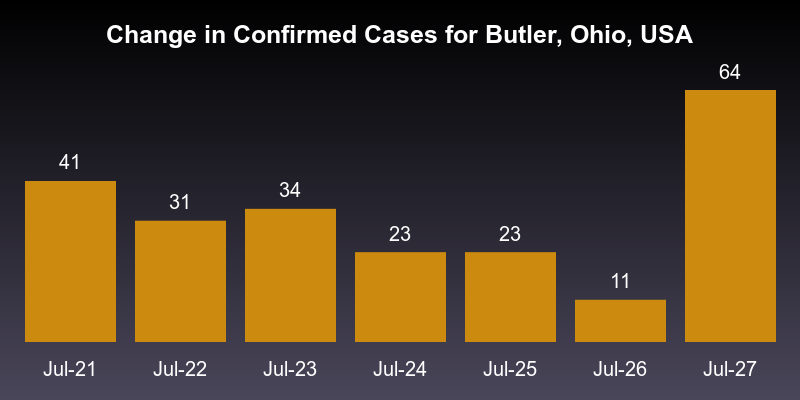 Change in Confirmed Cases for Butler, Ohio, USA
64
41
34
31
23
23
11
Jul-21
Jul-22
Jul-23
Jul-24
Jul-25
Jul-26
Jul-27